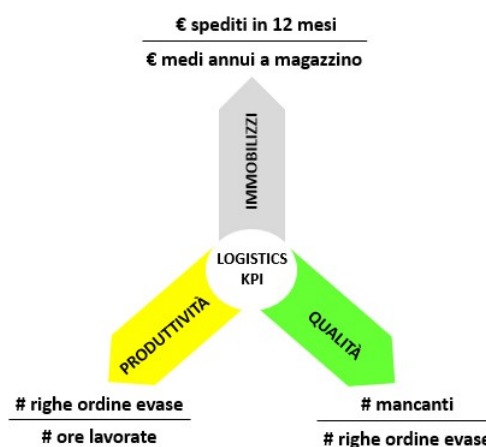 € spediti in 12 mesi
€ medi annui a magazzino
IMMOBILIZZI
LOGISTICS
KPI
PRODUTTIVITÀ
QUALITÀ
# righe ordine evase
# ore lavorate
# mancanti
# righe ordine evase